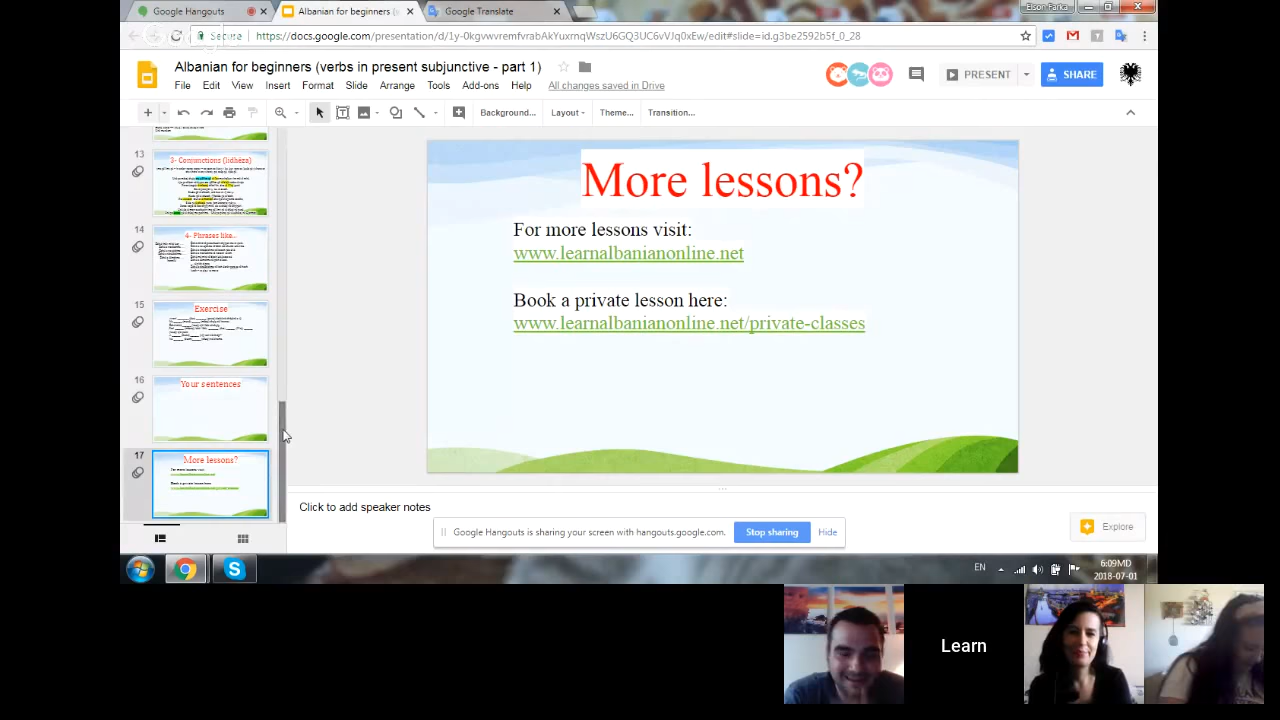 Google Hangouts
Albanian for beginners (v
Google Translate
Elson Farka
Secure
https://docs.google.com/presentation/d/1y-0kgvwvremfvrabAkYuxrnqWszU6GQ3UC6vVJq0xEw/edit#slide=id.g3be2592b5f_0_28
Albanian for beginners (verbs in present subjunctive - part 1)
PRESENT
SHARE
File Edit View Insert Format Tools Arrange Tools Add-ons Help All changes saved in Drive
Background... Layout Theme... Transition...
13
3- Conjunctions (lidhëza)
14
4- Phrases like..
15
Exercise
16
Your sentences
17
More lessons?
More lessons?
For more lessons visit:
www.learnalbanianonline.net
Book a private lesson here:
www.learnalbanianonline.net/private-classes
Click to add speaker notes
Google Hangouts is sharing your screen with hangouts.google.com.
Stop sharing
Hide
Explore
EN
6:09MD
2018-07-01
Learn